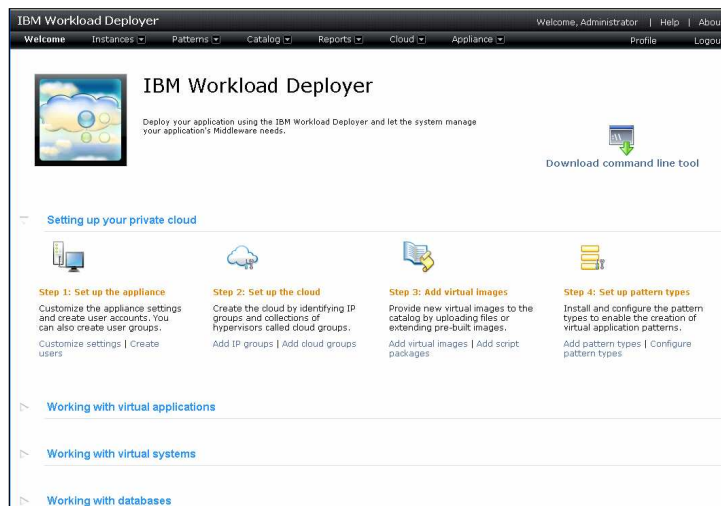 IBM Workload Deployer
Welcome, Administrator | Help | Abou
Welcome Instances Patterns Catalog Reports Cloud Appliance Profile Logou
IBM Workload Deployer
Deploy your application using the IBM Workload Deployer and let the system manage
your application's Middleware needs.
Download command line tool
Setting up your private cloud
Step 1: Set up the appliance
Customize the appliance settings
and create user accounts. You
can also create user groups.
Customize settings | Create
users
Step 2: Set up the cloud
Create the cloud by identifying IP
groups and collections of
hypervisors called cloud groups.
Add IP groups | Add cloud groups
Step 3: Add virtual images
Provide new virtual images to the
catalog by uploading files or
extending pre-built images.
Add virtual images | Add script
packages
Step 4: Set up pattern types
Install and configure the pattern
types to enable the creation of
virtual application patterns.
Add pattern types | Configure
pattern types
Working with virtual applications
Working with virtual systems
Working with databases